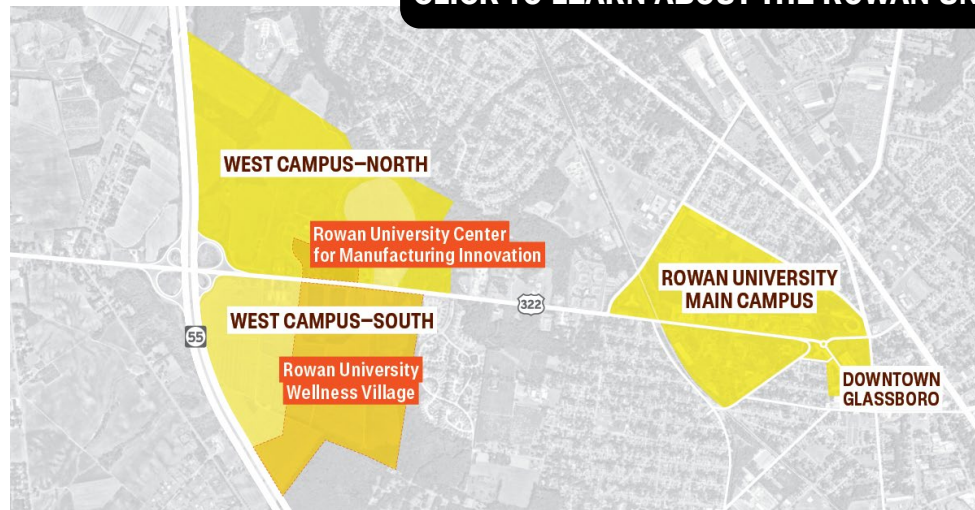 WEST CAMPUS–NORTH
Rowan University Center
for Manufacturing Innovation
ROWAN UNIVERSITY
MAIN CAMPUS
322
WEST CAMPUS–SOUTH
55
Rowan University
Wellness Village
DOWNTOWN
GLASSBORO